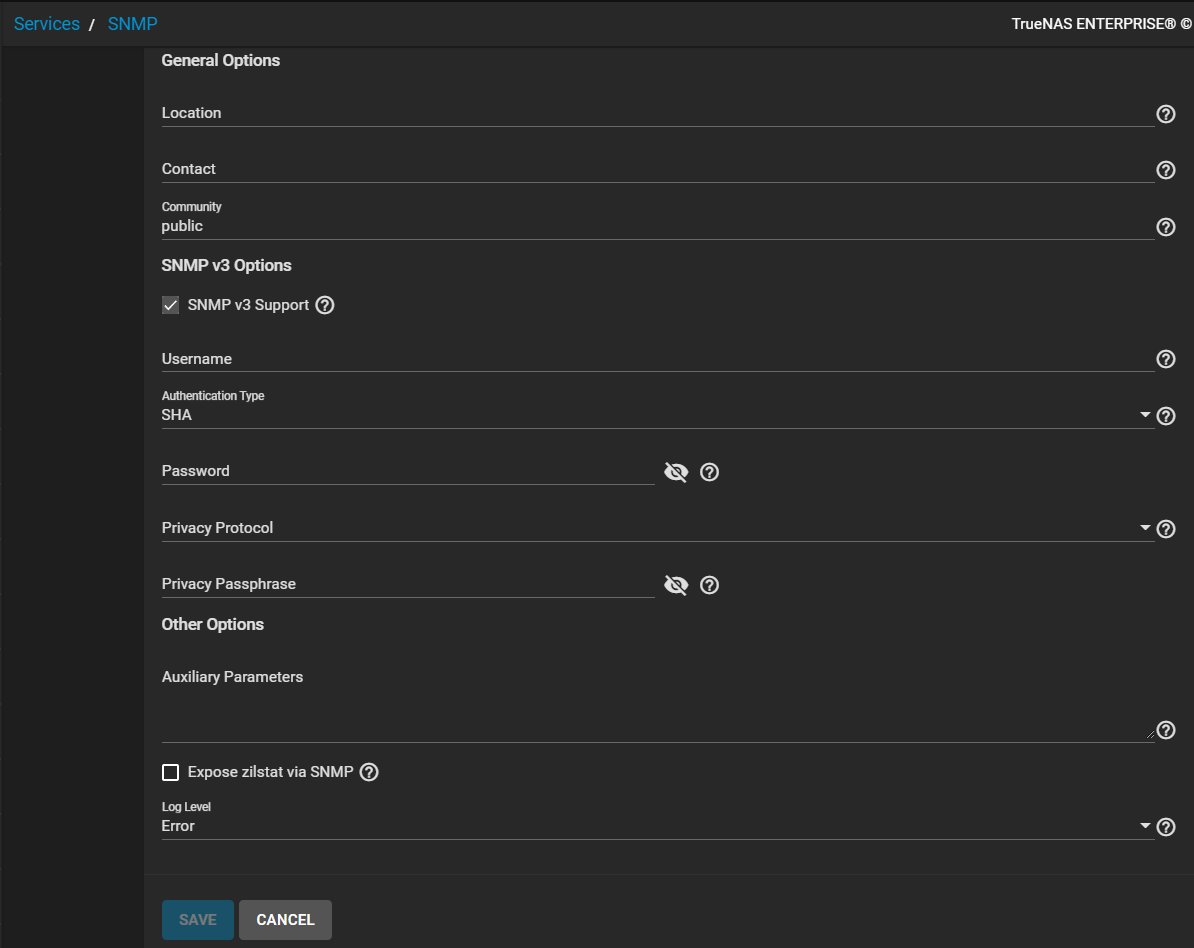 Services / SNMP
TrueNAS ENTERPRISE® ©
General Options
Location
Contact
Community
public
SNMP v3 Options
SNMP v3 Support
Username
Authentication Type
SHA
Password
Privacy Protocol
Privacy Passphrase
Other Options
Auxiliary Parameters
Expose zilstat via SNMP
Log Level
Error
SAVE CANCEL